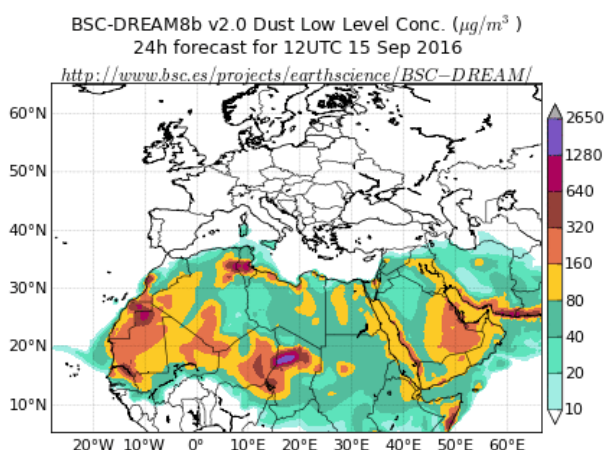 BSC-DREAM8b v2.0 Dust Low Level Conc. (μg/m³ )
24h forecast for 12UTC 15 Sep 2016
http://www.bsc.es/projects/earthscience/BSC−DREAM/
60°N
50°N
40°N
30°N
20°N
10°N
20°W 10°W 0° 10°E 20°E 30°E 40°E 50°E 60°E
2650
1280
640
320
160
80
40
20
10